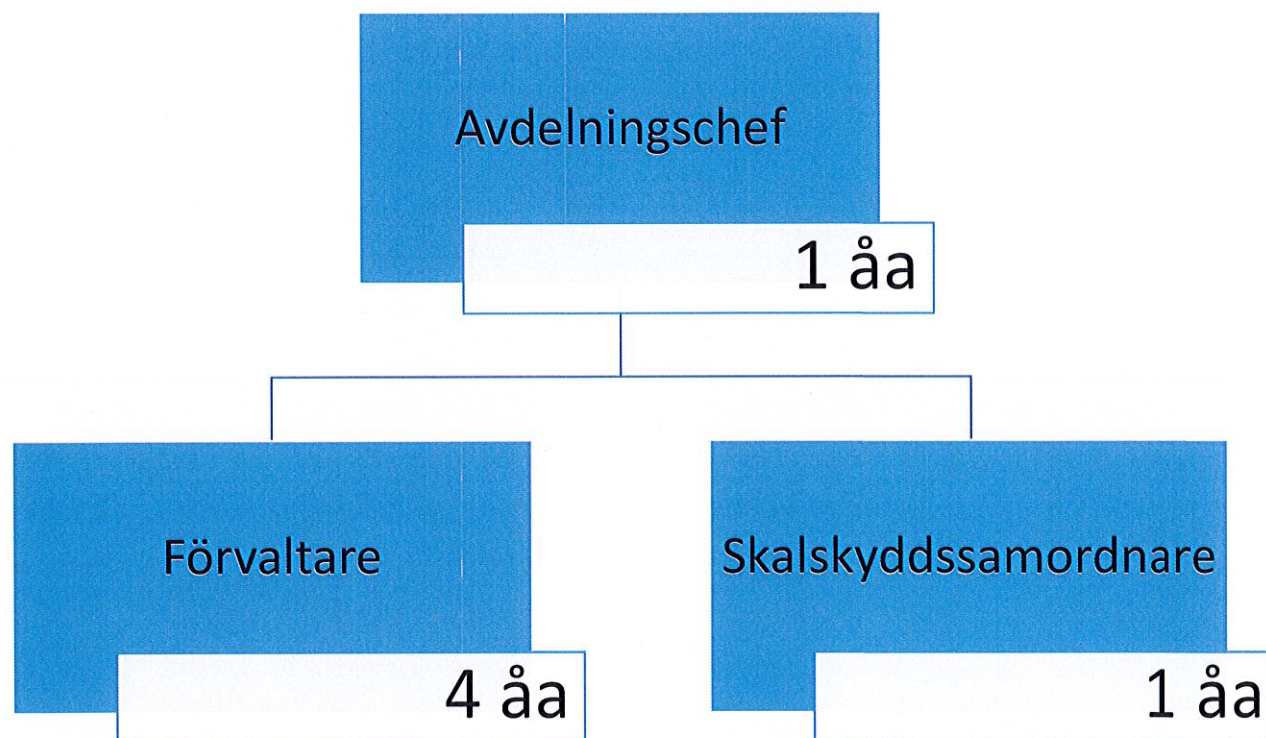 Avdelningschef
1 åa
Förvaltare
4 åa
Skalskyddssamordnare
1 åa